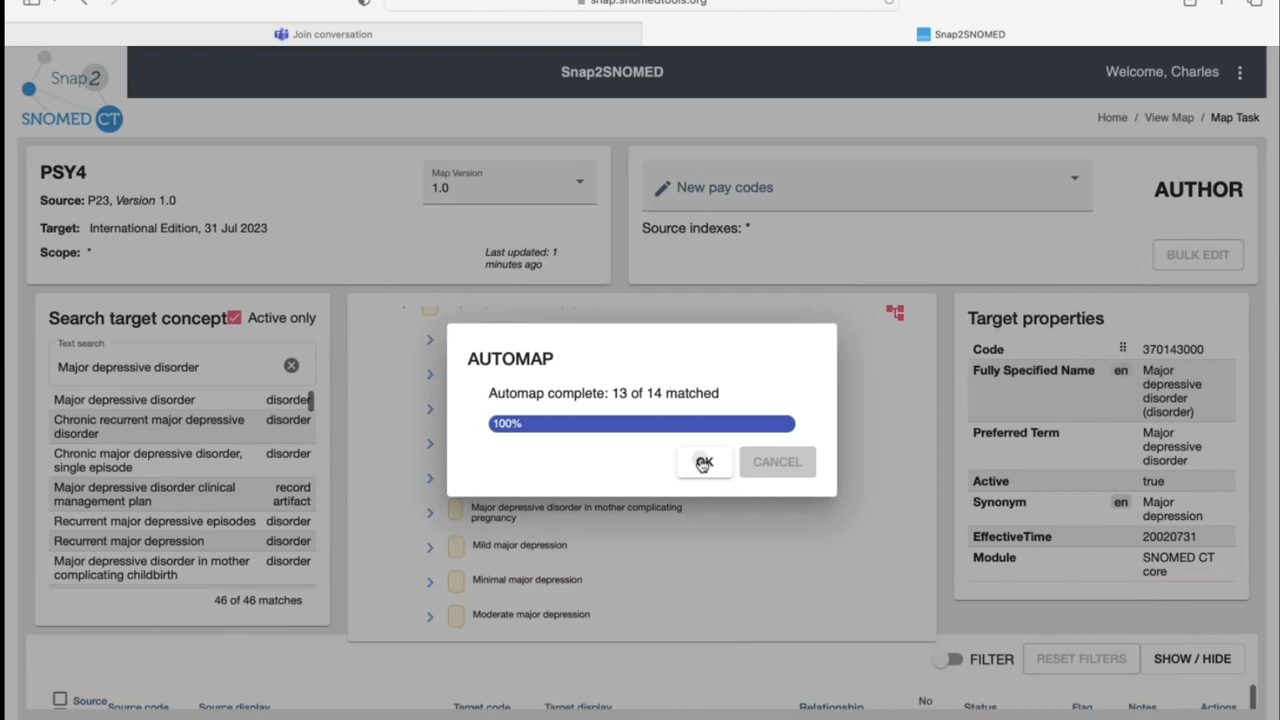 snap.snomedtools.org
Join conversation
Snap2SNOMED
Snap2
SNOMED CT
Snap2SNOMED
Welcome, Charles
Home / View Map / Map Task
PSY4
Source: P23, Version 1.0
Target: International Edition, 31 Jul 2023
Scope: *
Map Version
1.0
Last updated: 1
minutes ago
New pay codes
Source indexes: *
AUTHOR
BULK EDIT
Search target concept
Active only
Text search
Major depressive disorder
Major depressive disorder disorder
Chronic recurrent major depressive disorder
disorder
Chronic major depressive disorder, disorder
single episode
Major depressive disorder clinical record
management plan artifact
Recurrent major depressive episodes disorder
Recurrent major depression disorder
Major depressive disorder in mother disorder
complicating childbirth
46 of 46 matches
AUTOMAP
Automap complete: 13 of 14 matched
100%
OK
CANCEL
Major depressive disorder in mother complicating
pregnancy
Mild major depression
Minimal major depression
Moderate major depression
Target properties
Code 370143000
Fully Specified Name en Major
depressive
disorder
(disorder)
Preferred Term Major
depressive
disorder
Active true
Synonym en Major
depression
EffectiveTime 20020731
Module SNOMED CT
core
FILTER
RESET FILTERS
SHOW / HIDE
Source Source code Source display Target code Target display Relationship No Status Flag Notes Actions